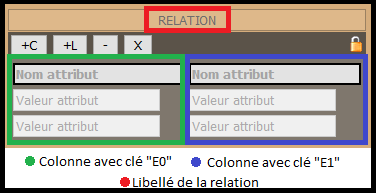 RELATION
+C +L - X
Nom attribut Nom attribut
Valeur attribut Valeur attribut
Valeur attribut Valeur attribut
Colonne avec clé "E0" Colonne avec clé "E1"
Libellé de la relation